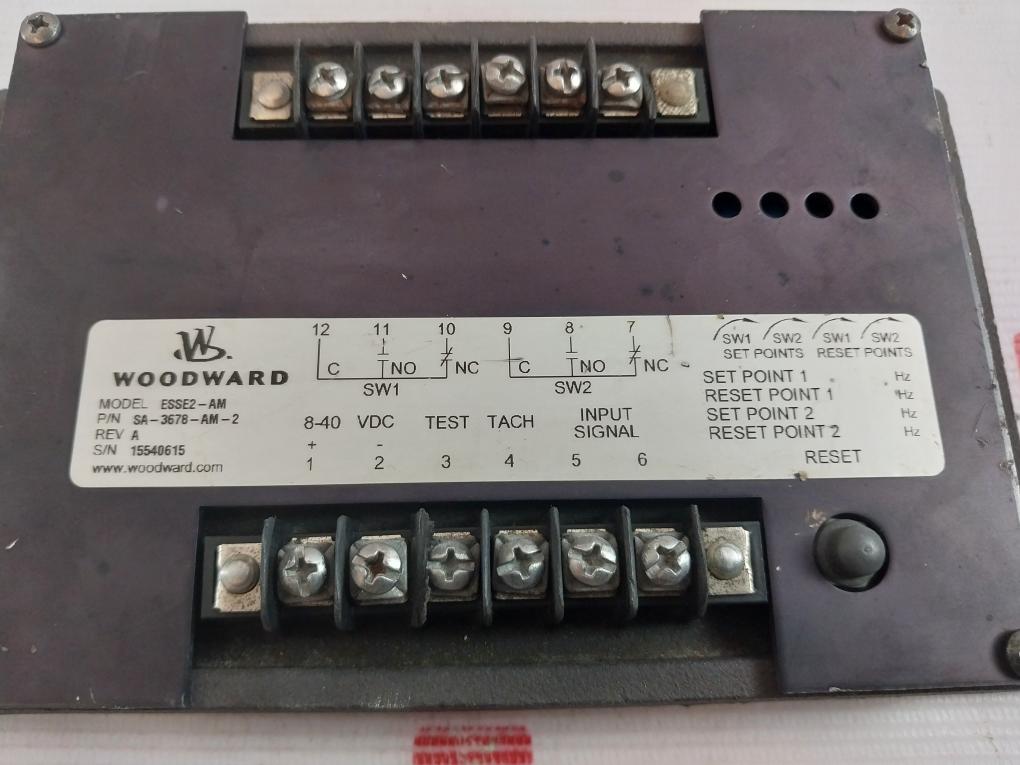 WOODWARD
MODEL ESSE2-AM
P/N SA-3678-AM-2
REV A
S/N 15540615
www.woodward.com
12 11 10 9 8 7
C NO NC C NO NC
SW1 SW2
8-40 VDC TEST TACH INPUT SIGNAL
+ -
1 2 3 4 5 6
SW1 SW2 SW1 SW2
SET POINTS RESET POINTS
SET POINT 1 Hz
RESET POINT 1 Hz
SET POINT 2 Hz
RESET POINT 2 Hz
RESET